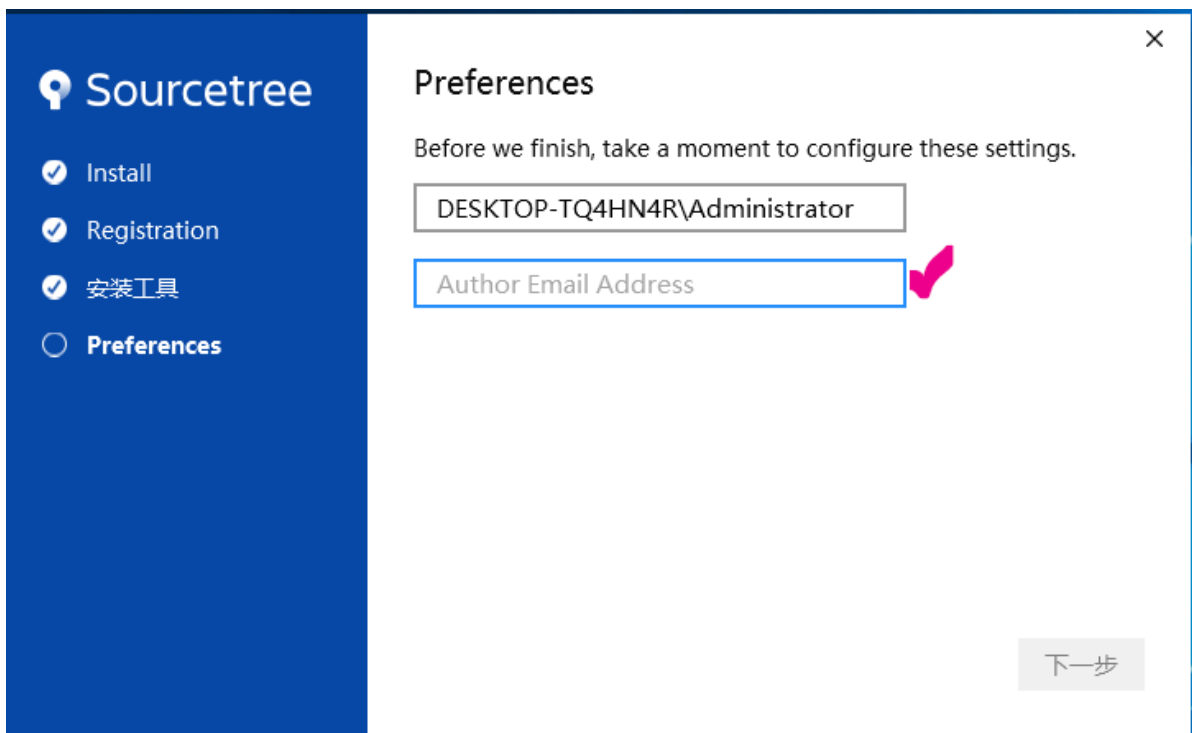 Sourcetree
Install
Registration
安装工具
Preferences
Preferences
Before we finish, take a moment to configure these settings.
DESKTOP-TQ4HN4R\Administrator
Author Email Address
下一步